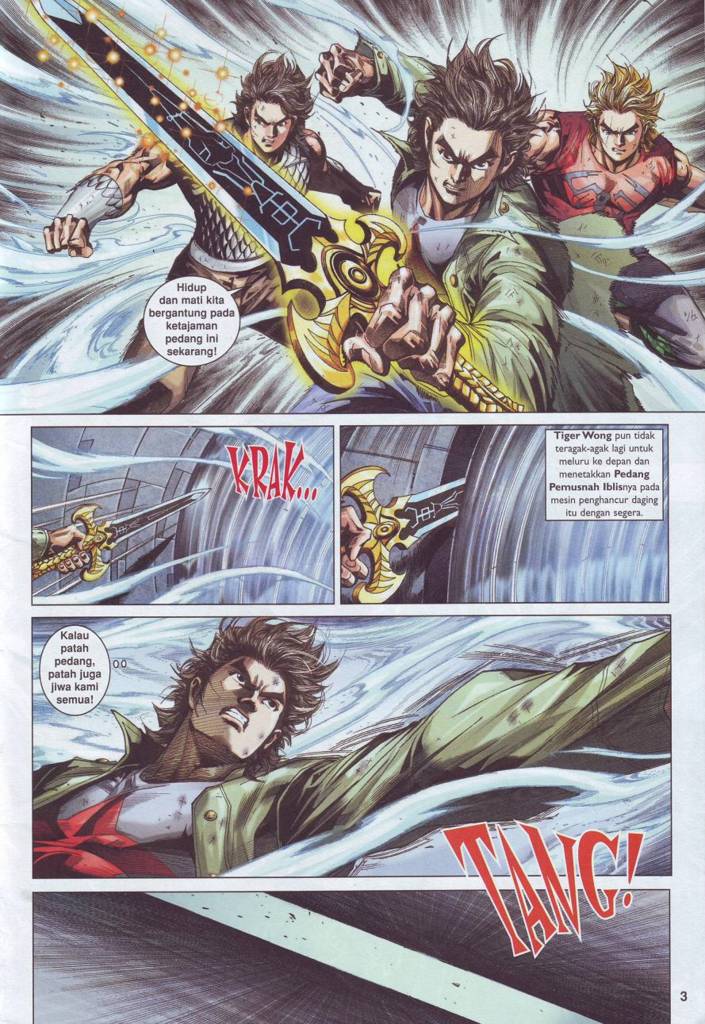 Hidup
dan mati kita
bergantung pada
ketajaman
pedang ini
sekarang!
KRAK...
Tiger Wong pun tidak
teragak-agak lagi untuk
meluru ke depan dan
menetakkan Pedang
Pemusnah Iblisnya pada
mesin penghancur daging
itu dengan segera.
Kalau
patah
pedang,
patah juga
jiwa kami
semua!
TANG!
3